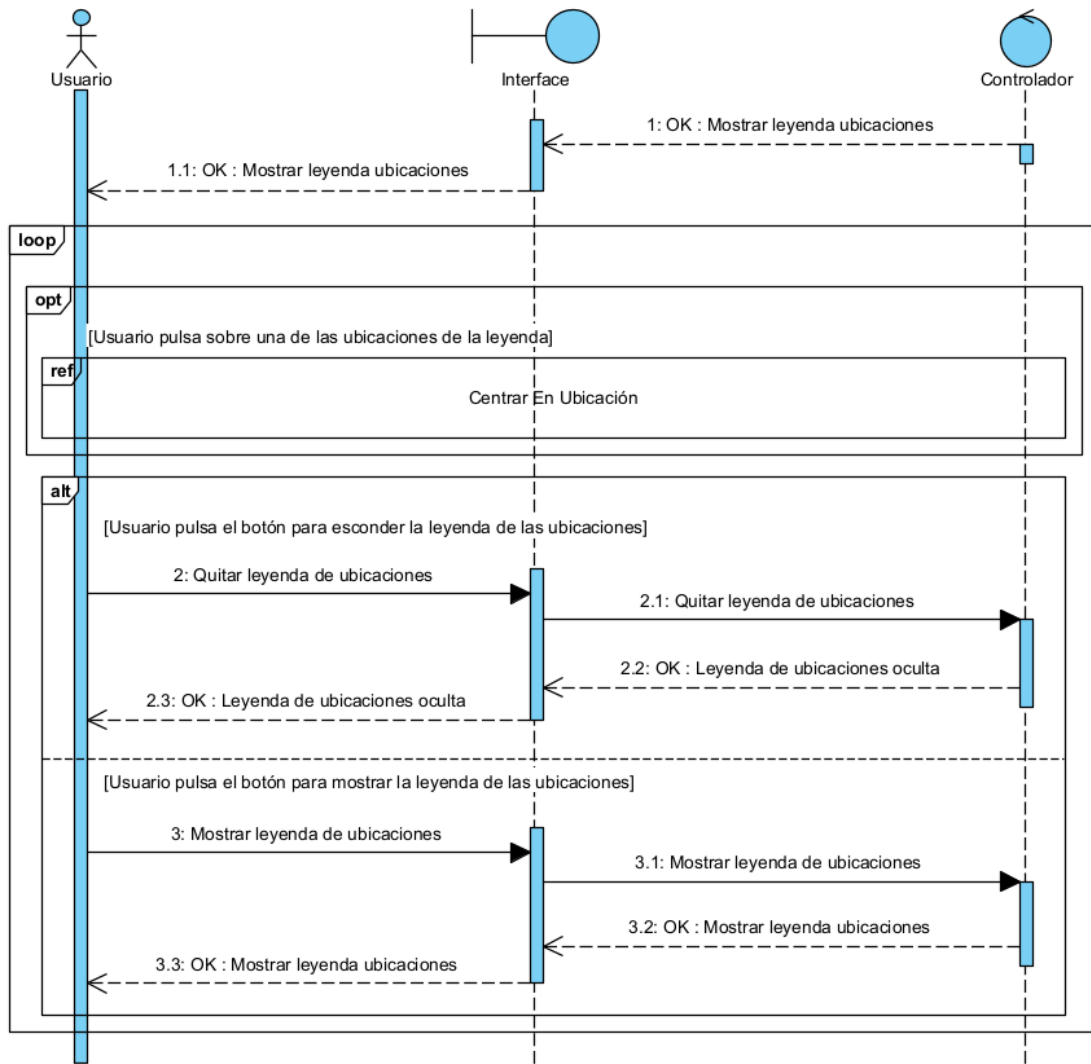 Usuario
Interface
Controlador
1: OK : Mostrar leyenda ubicaciones
1.1: OK : Mostrar leyenda ubicaciones
loop
opt
[Usuario pulsa sobre una de las ubicaciones de la leyenda]
ref
Centrar En Ubicación
alt
[Usuario pulsa el botón para esconder la leyenda de las ubicaciones]
2: Quitar leyenda de ubicaciones
2.1: Quitar leyenda de ubicaciones
2.2: OK : Leyenda de ubicaciones oculta
2.3: OK : Leyenda de ubicaciones oculta
[Usuario pulsa el botón para mostrar la leyenda de las ubicaciones]
3: Mostrar leyenda de ubicaciones
3.1: Mostrar leyenda de ubicaciones
3.2: OK : Mostrar leyenda ubicaciones
3.3: OK : Mostrar leyenda ubicaciones